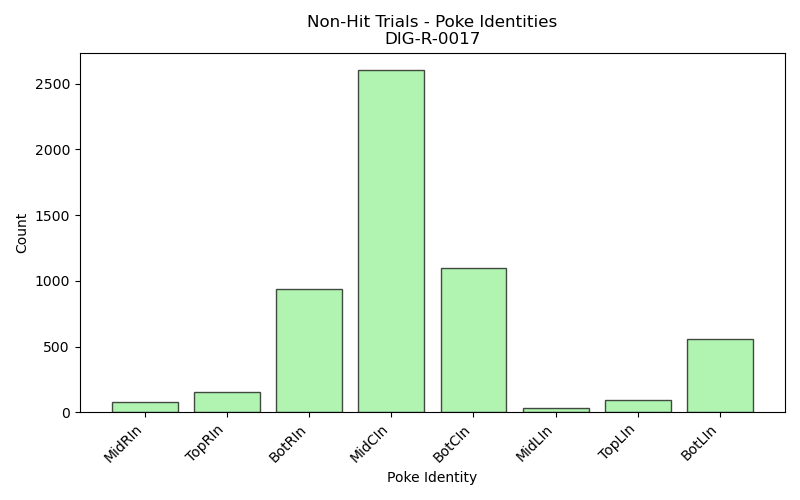 Non-Hit Trials - Poke Identities
DIG-R-0017
2500
2000
1500
1000
500
0
Count
MidRIn
TopRIn
BotRIn
MidCIn
BotCIn
MidLIn
TopLIn
BotLIn
Poke Identity